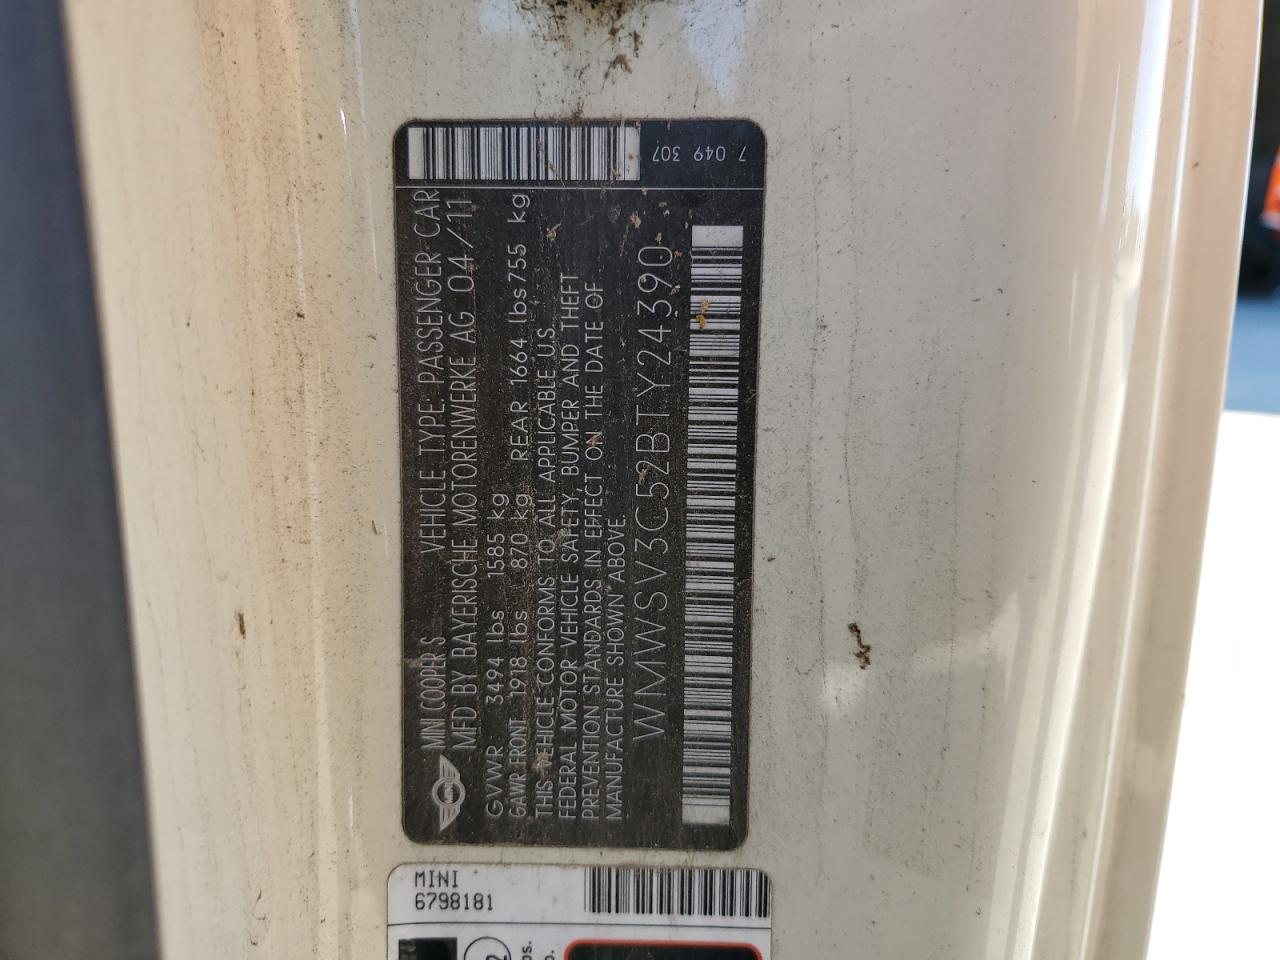 7 049 307
MINI COOPER S VEHICLE TYPE: PASSENGER CAR
MFD BY BAYERISCHE MOTORENWERKE AG 04/11
GVWR 3494 lbs 1585 kg
GAWR FRONT 1918 lbs 870 kg REAR 1664 lbs 755 kg
THIS VEHICLE CONFORMS TO ALL APPLICABLE U.S.
FEDERAL MOTOR VEHICLE SAFETY, BUMPER AND THEFT
PREVENTION STANDARDS IN EFFECT ON THE DATE OF
MANUFACTURE SHOWN ABOVE.
WMWSV3C52BTY24390
MINI
6798181